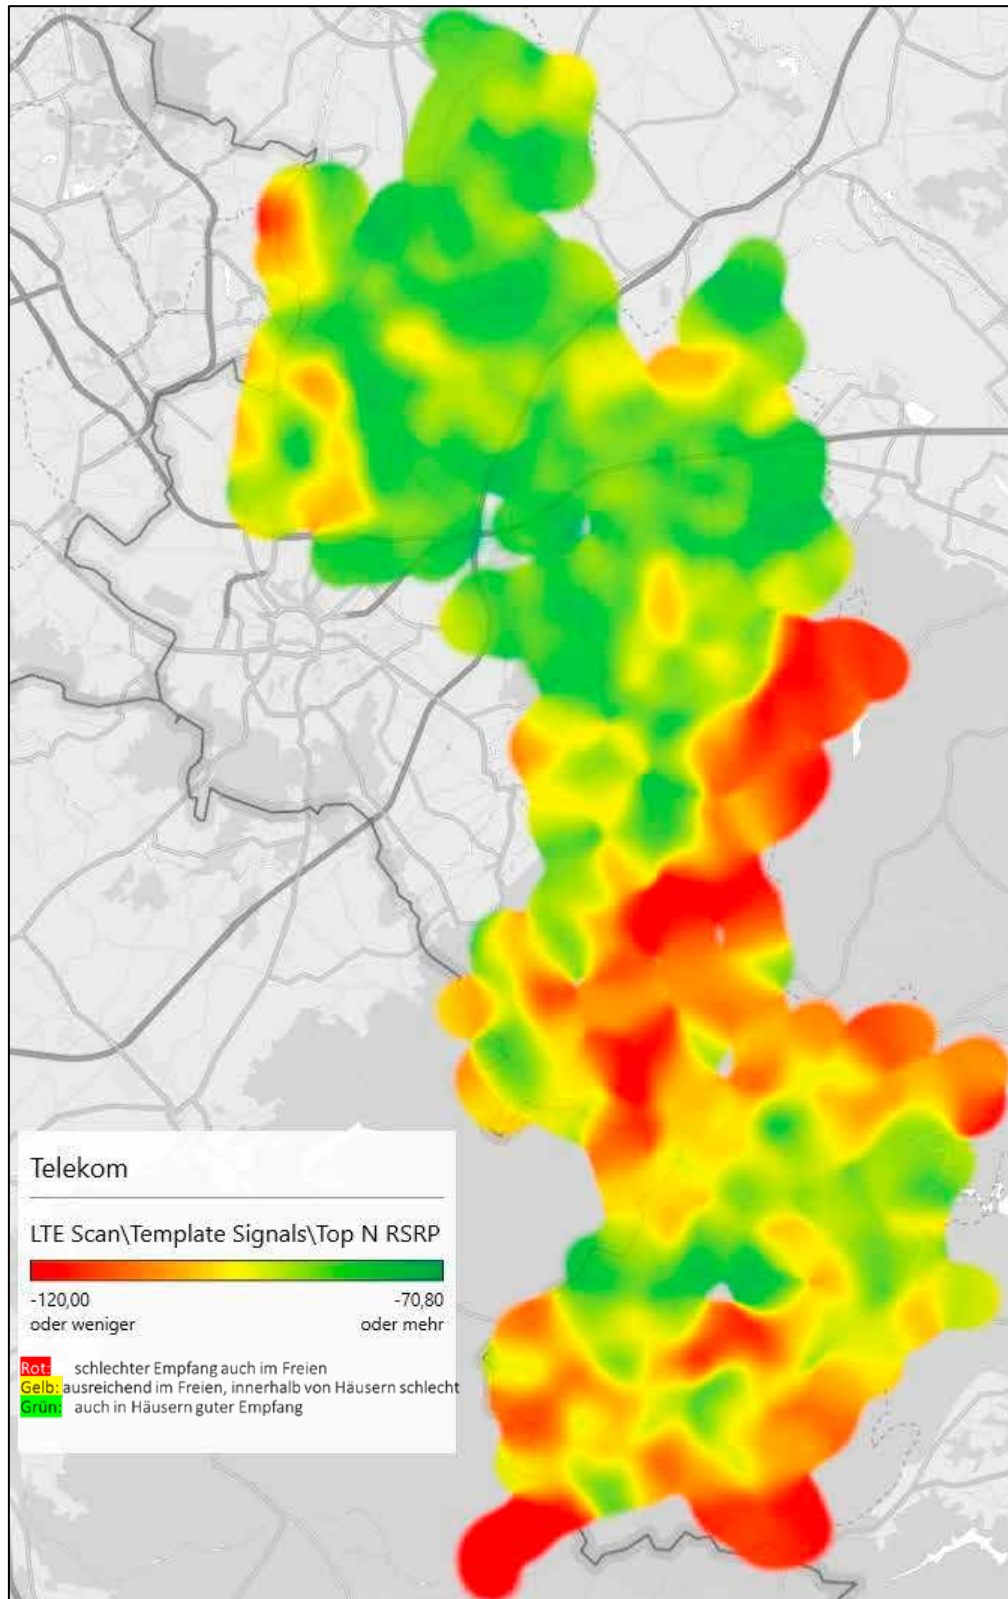 Telekom
LTE Scan\Template Signals\Top N RSRP
-120,00 -70,80
oder weniger oder mehr
Rot: schlechter Empfang auch im Freien
Gelb: ausreichend im Freien, innerhalb von Häusern schlecht
Grün: auch in Häusern guter Empfang